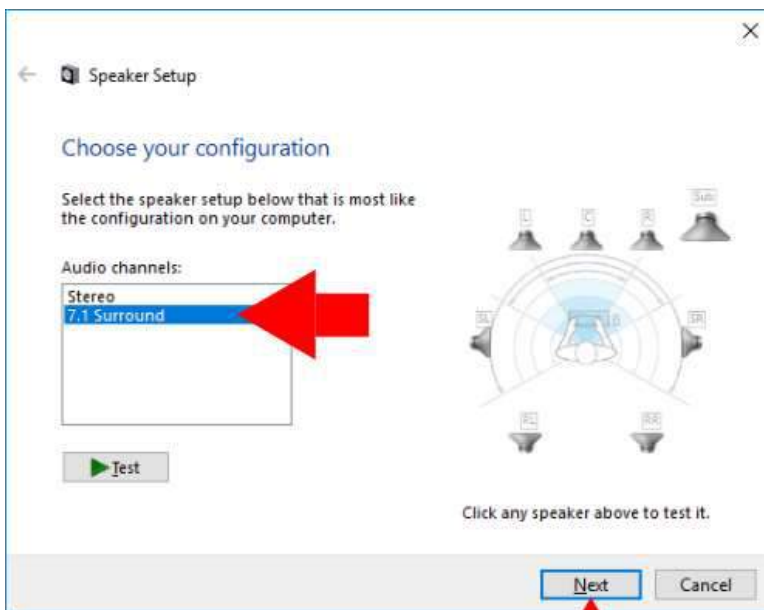 Speaker Setup
Choose your configuration
Select the speaker setup below that is most like
the configuration on your computer.
Audio channels:
Stereo
7.1 Surround
Test
L
C
R
Sub
SL
SR
RL
RR
Click any speaker above to test it.
Next
Cancel